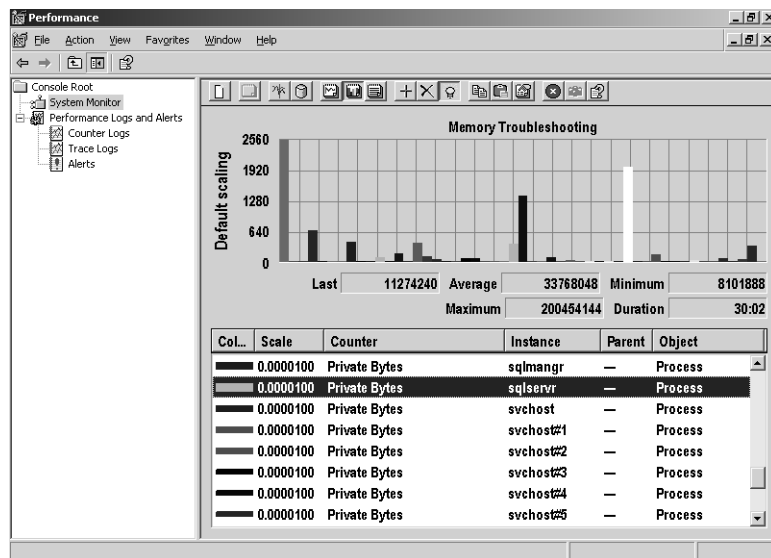 Performance
File Action View Favorites Window Help
Console Root
System Monitor
Performance Logs and Alerts
Counter Logs
Trace Logs
Alerts
Memory Troubleshooting
Default scaling
2560
1920
1280
640
0
Last 11274240 Average 33768048 Minimum 8101888
Maximum 200454144 Duration 30:02
Col... Scale Counter Instance Parent Object
0.0000100 Private Bytes sqlmangr --- Process
0.0000100 Private Bytes sqlservr --- Process
0.0000100 Private Bytes svchost --- Process
0.0000100 Private Bytes svchost#1 --- Process
0.0000100 Private Bytes svchost#2 --- Process
0.0000100 Private Bytes svchost#3 --- Process
0.0000100 Private Bytes svchost#4 --- Process
0.0000100 Private Bytes svchost#5 --- Process